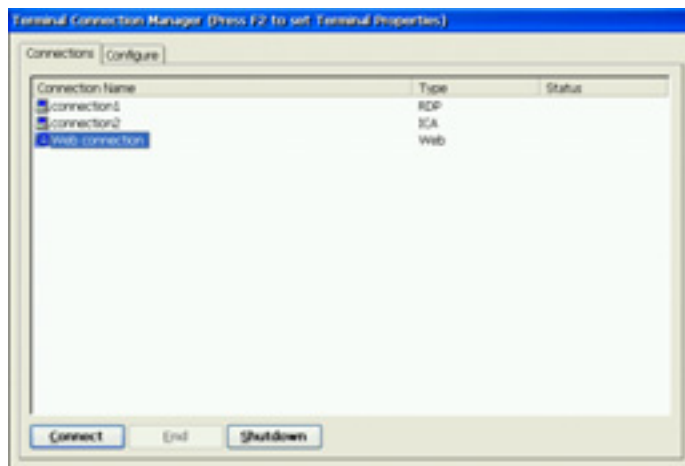 Terminal Connection Manager (Press F2 to set Terminal Properties)
Connections Configure
Connection Name Type Status
connection1 RDP
connection2 ICA
Web connection Web
Connect End Shutdown